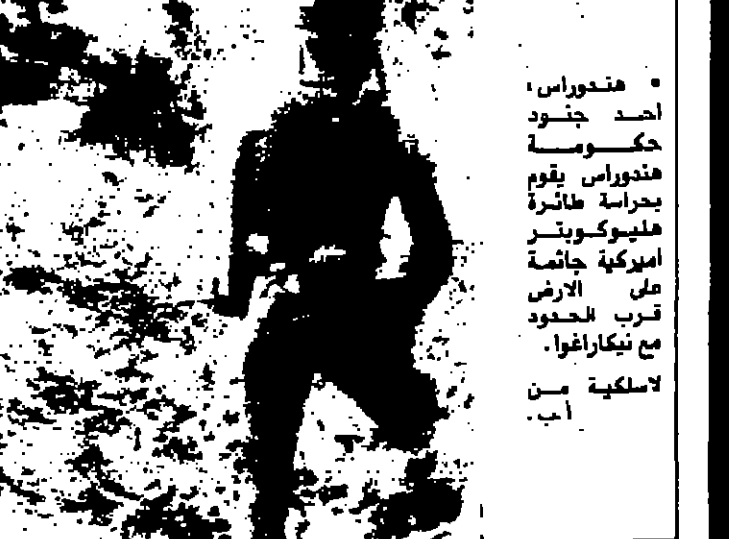 ▪ هندوراس،
احد جنود
حكومة
هندوراس يقوم
بحراسة طائرة
هليوكوبتر
اميركية جاثمة
على الارض
قرب الحدود
مع نيكاراغوا.
لاسلكية من
أ ب.